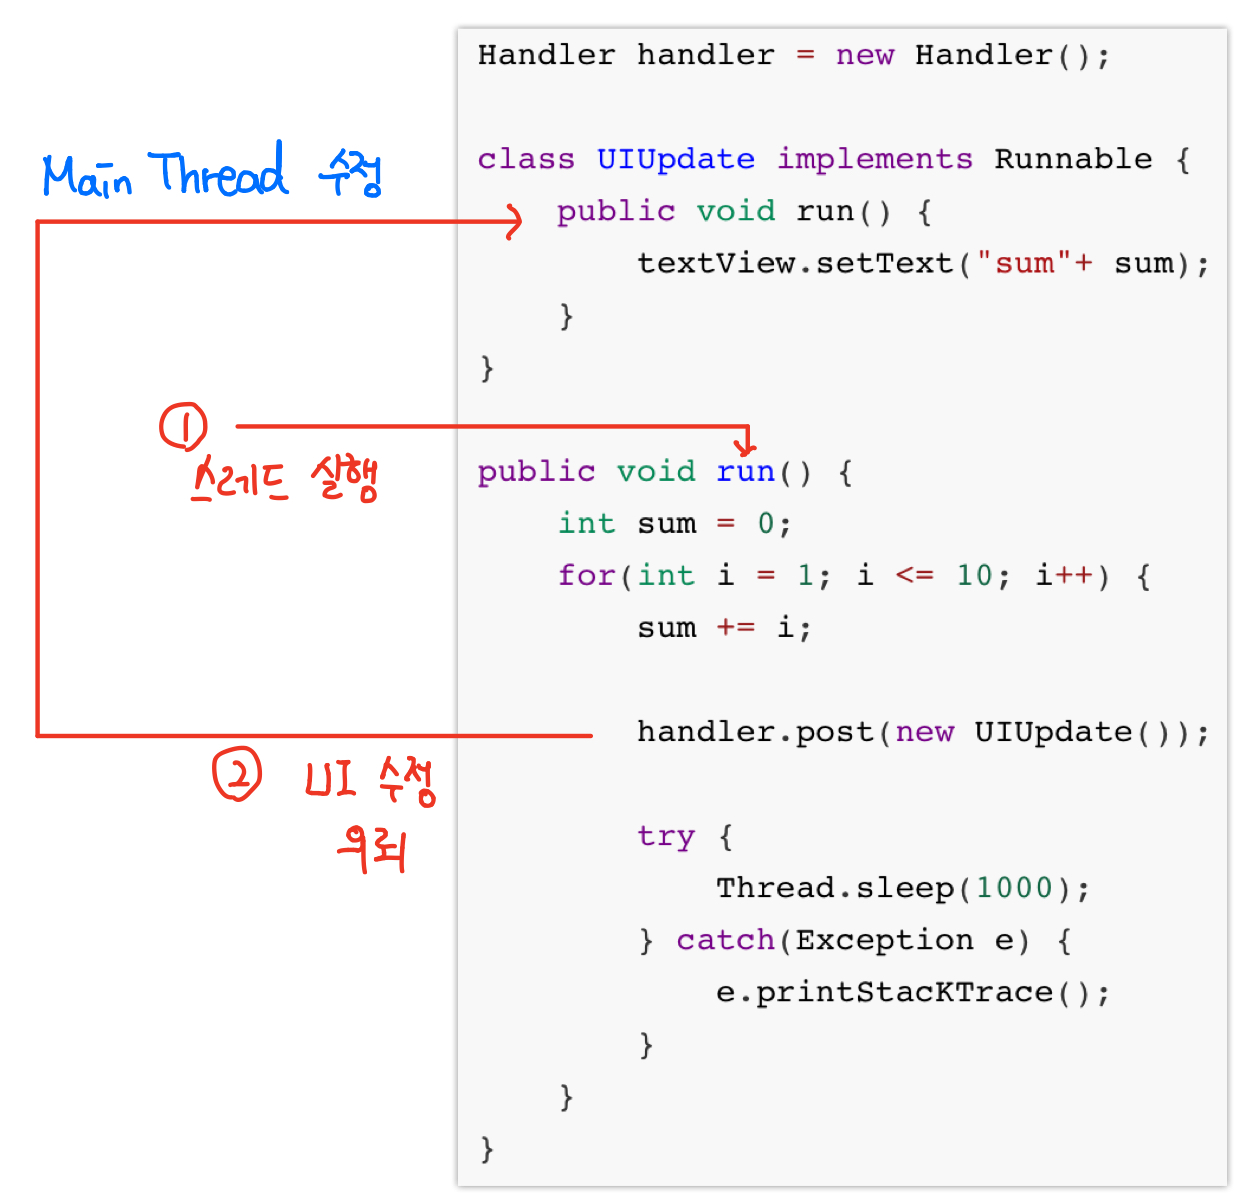 Handler handler = new Handler();
Main Thread 수정
class UIUpdate implements Runnable {
public void run() {
textView.setText("sum"+ sum);
}
}
①
스레드 실행
public void run() {
int sum = 0;
for(int i = 1; i <= 10; i++) {
sum += i;
handler.post(new UIUpdate());
② UI 수정
의뢰
try {
Thread.sleep(1000);
} catch(Exception e) {
e.printStacKTrace();
}
}
}